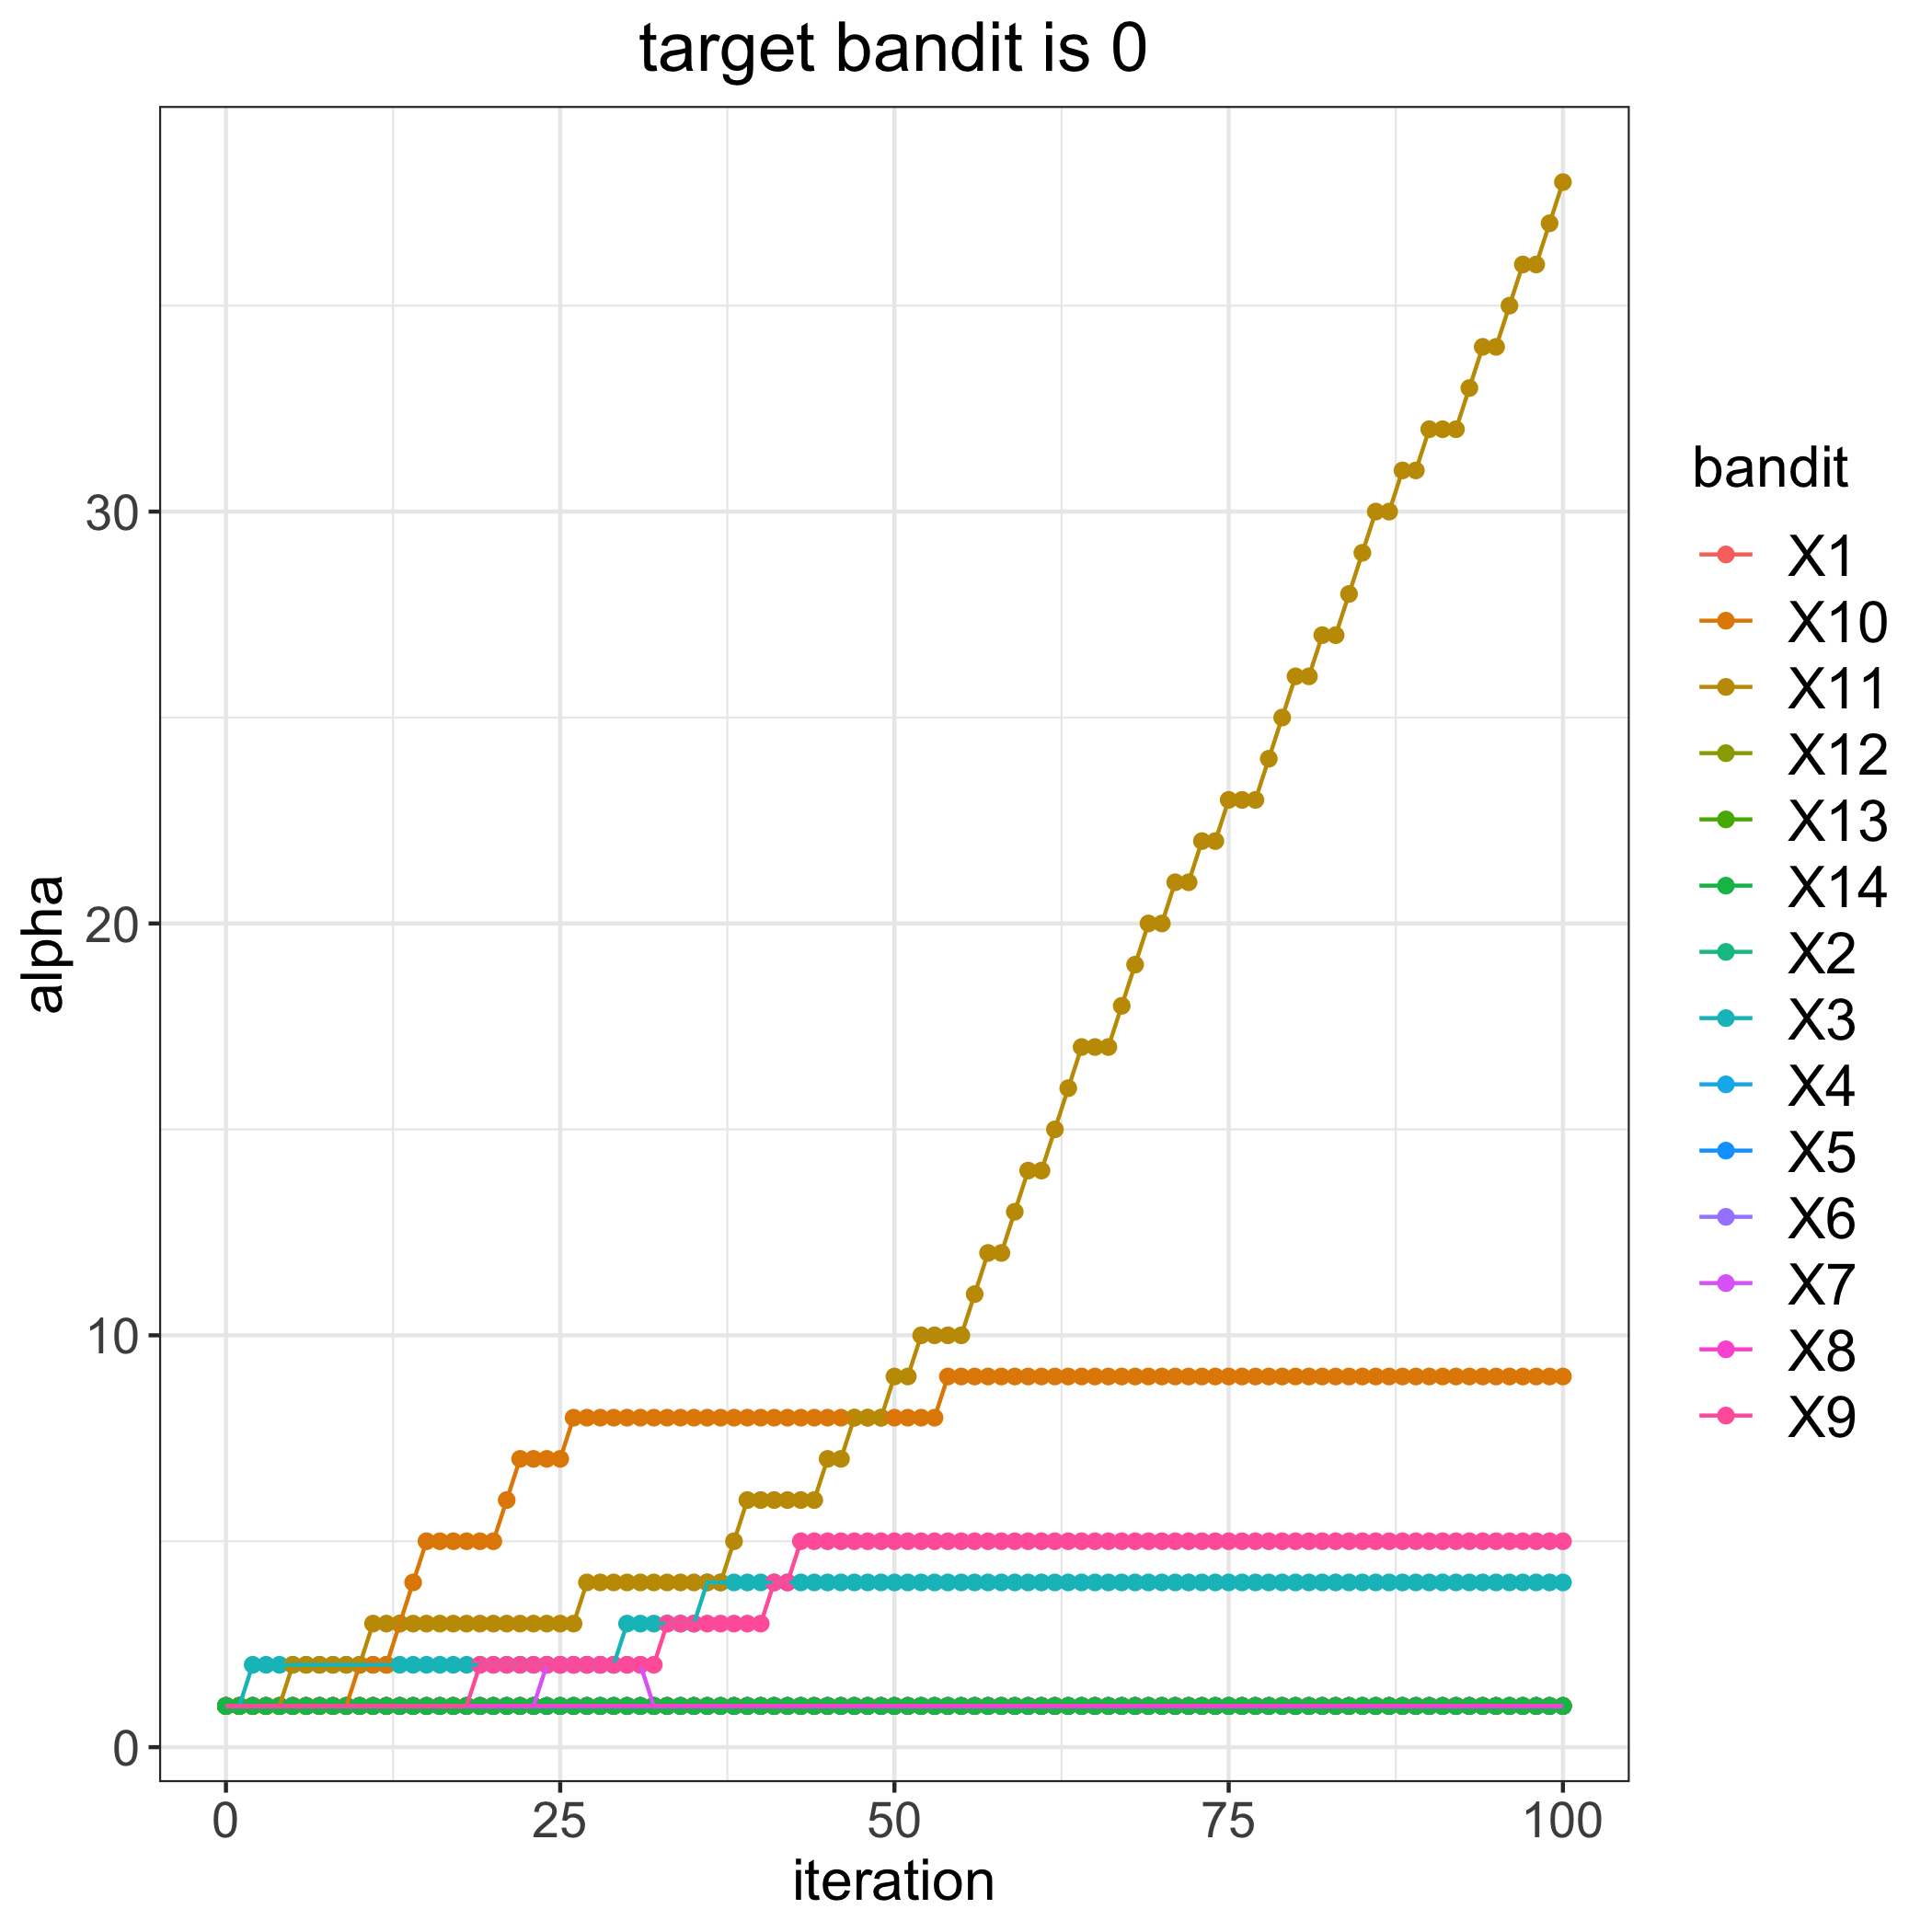 target bandit is 0
alpha
30
20
10
0
0 25 50 75 100
iteration
bandit
X1
X10
X11
X12
X13
X14
X2
X3
X4
X5
X6
X7
X8
X9